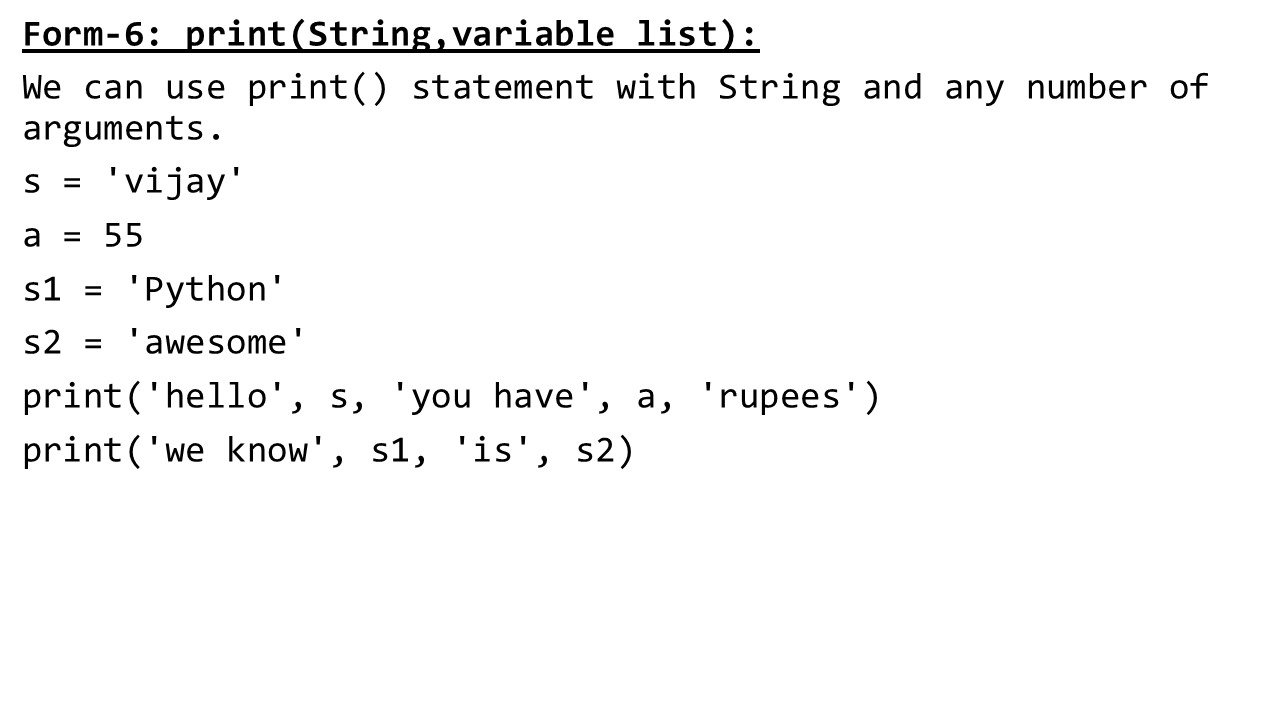 Form-6: print(String,variable list):
We can use print() statement with String and any number of
arguments.
s = 'vijay'
a = 55
s1 = 'Python'
s2 = 'awesome'
print('hello', s, 'you have', a, 'rupees')
print('we know', s1, 'is', s2)